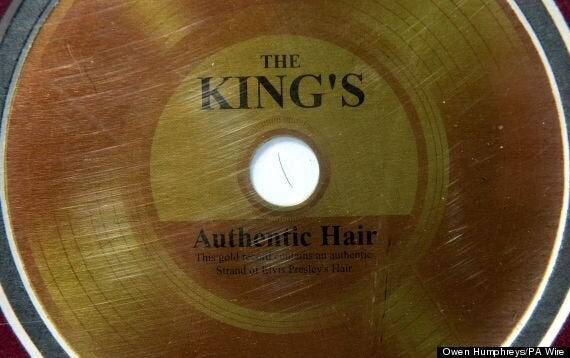 THE
KING'S
Authentic Hair
This gold record contains an authentic
Strand of Elvis Presley's Hair.
Owen Humphreys/PA Wire